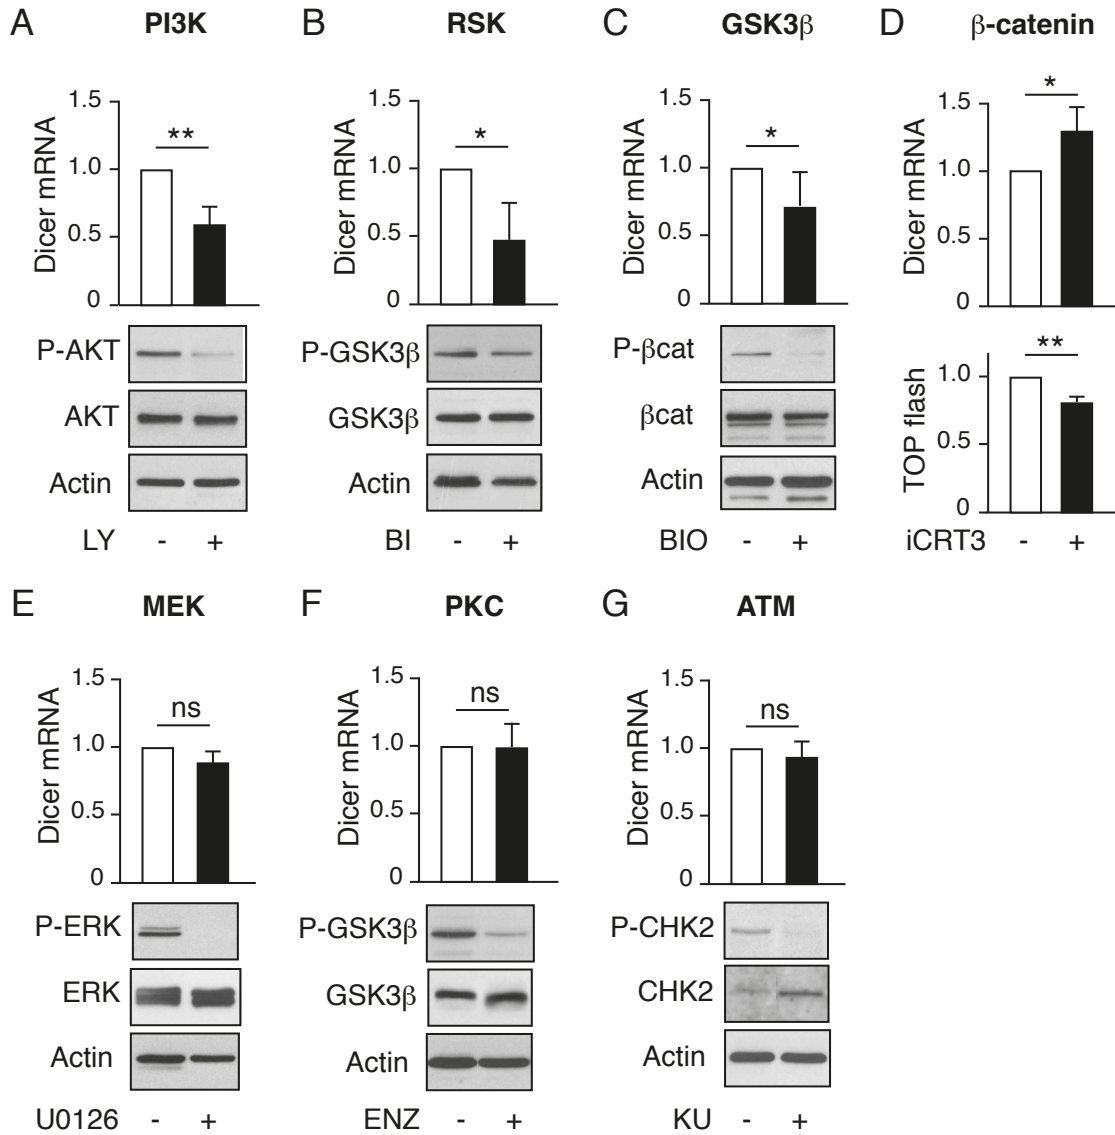 A PI3K
**
Dicer mRNA
1.5
1.0
0.5
0
P-AKT
AKT
Actin
LY - +
B RSK
*
Dicer mRNA
1.5
1.0
0.5
0
P-GSK3β
GSK3β
Actin
BI - +
C GSK3β
*
Dicer mRNA
1.5
1.0
0.5
0
P-βcat
βcat
Actin
BIO - +
D β-catenin
*
Dicer mRNA
1.5
1.0
0.5
0
**
TOP flash
1.0
0.5
0
iCRT3 - +
E MEK
ns
Dicer mRNA
1.5
1.0
0.5
0
P-ERK
ERK
Actin
U0126 - +
F PKC
ns
Dicer mRNA
1.5
1.0
0.5
0
P-GSK3β
GSK3β
Actin
ENZ - +
G ATM
ns
Dicer mRNA
1.5
1.0
0.5
0
P-CHK2
CHK2
Actin
KU - +